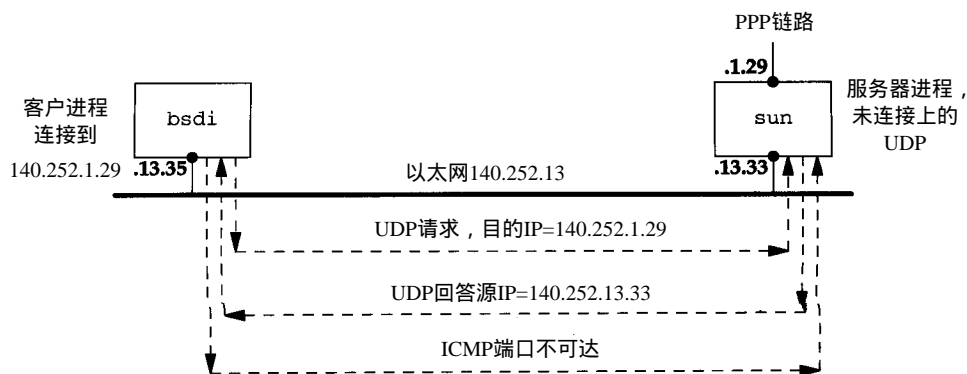 PPP链路
.1.29
客户进程
连接到
140.252.1.29
bsdi
.13.35
以太网140.252.13
sun
.13.33
服务器进程，
未连接上的
UDP
UDP请求，目的IP=140.252.1.29
UDP回答源IP=140.252.13.33
ICMP端口不可达